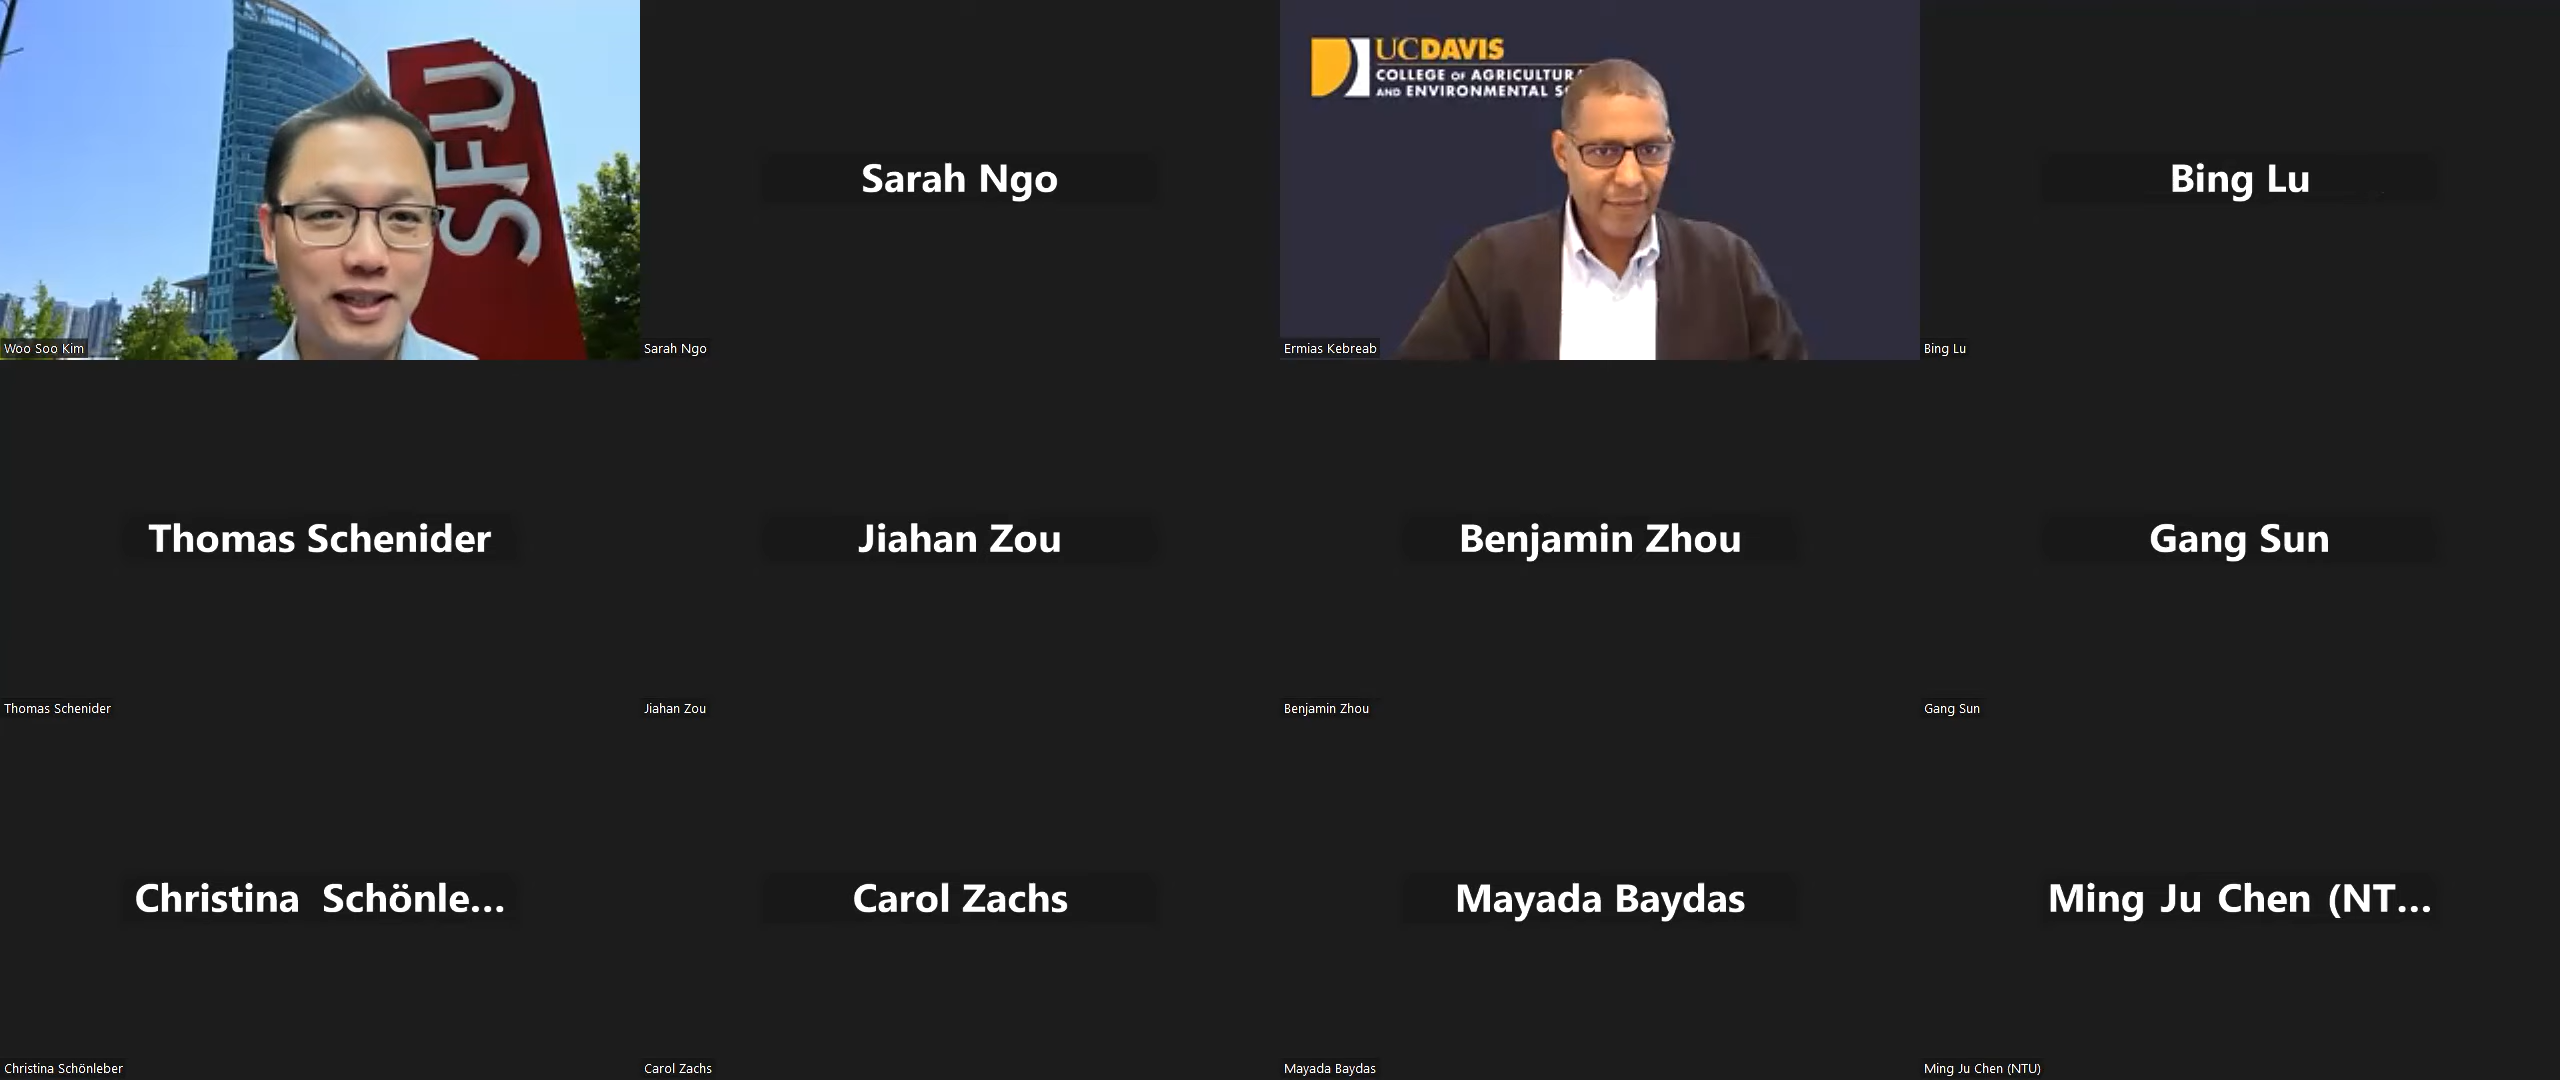 SFU
Woo Soo Kim
Sarah Ngo
Sarah Ngo
UCDAVIS
COLLEGE OF AGRICULTURA
AND ENVIRONMENTAL SC
Ermias Kebreab
Bing Lu
Bing Lu
Thomas Schenider
Thomas Schenider
Jiahan Zou
Jiahan Zou
Benjamin Zhou
Benjamin Zhou
Gang Sun
Gang Sun
Christina Schönle...
Christina Schönleber
Carol Zachs
Carol Zachs
Mayada Baydas
Mayada Baydas
Ming Ju Chen (NT...
Ming Ju Chen (NTU)